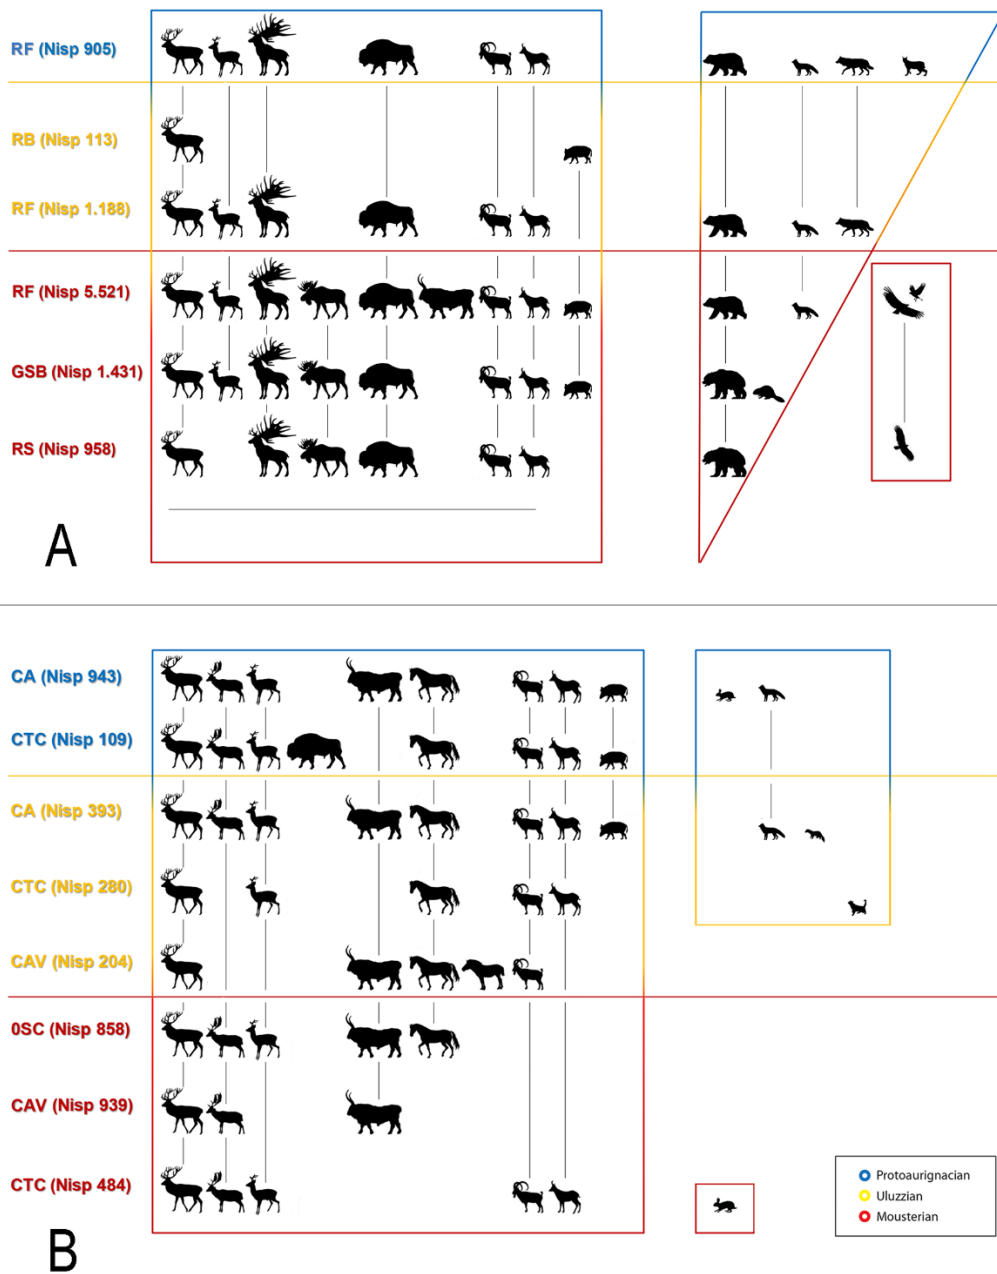 RF (Nisp 905)
RB (Nisp 113)
RF (Nisp 1.188)
RF (Nisp 5.521)
GSB (Nisp 1.431)
RS (Nisp 958)
A
CA (Nisp 943)
CTC (Nisp 109)
CA (Nisp 393)
CTC (Nisp 280)
CAV (Nisp 204)
0SC (Nisp 858)
CAV (Nisp 939)
CTC (Nisp 484)
Protoaurignacian
Uluzzian
Mousterian
B